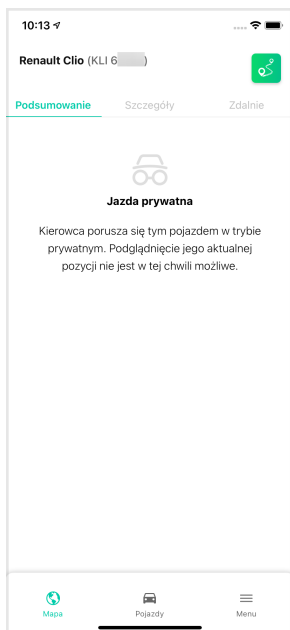 10:13
Renault Clio (KLI 6 )
Podsumowanie Szczegóły Zdalnie
Jazda prywatna
Kierowca porusza się tym pojazdem w trybie
prywatnym. Podglądnięcie jego aktualnej
pozycji nie jest w tej chwili możliwe.
Mapa Pojazdy Menu